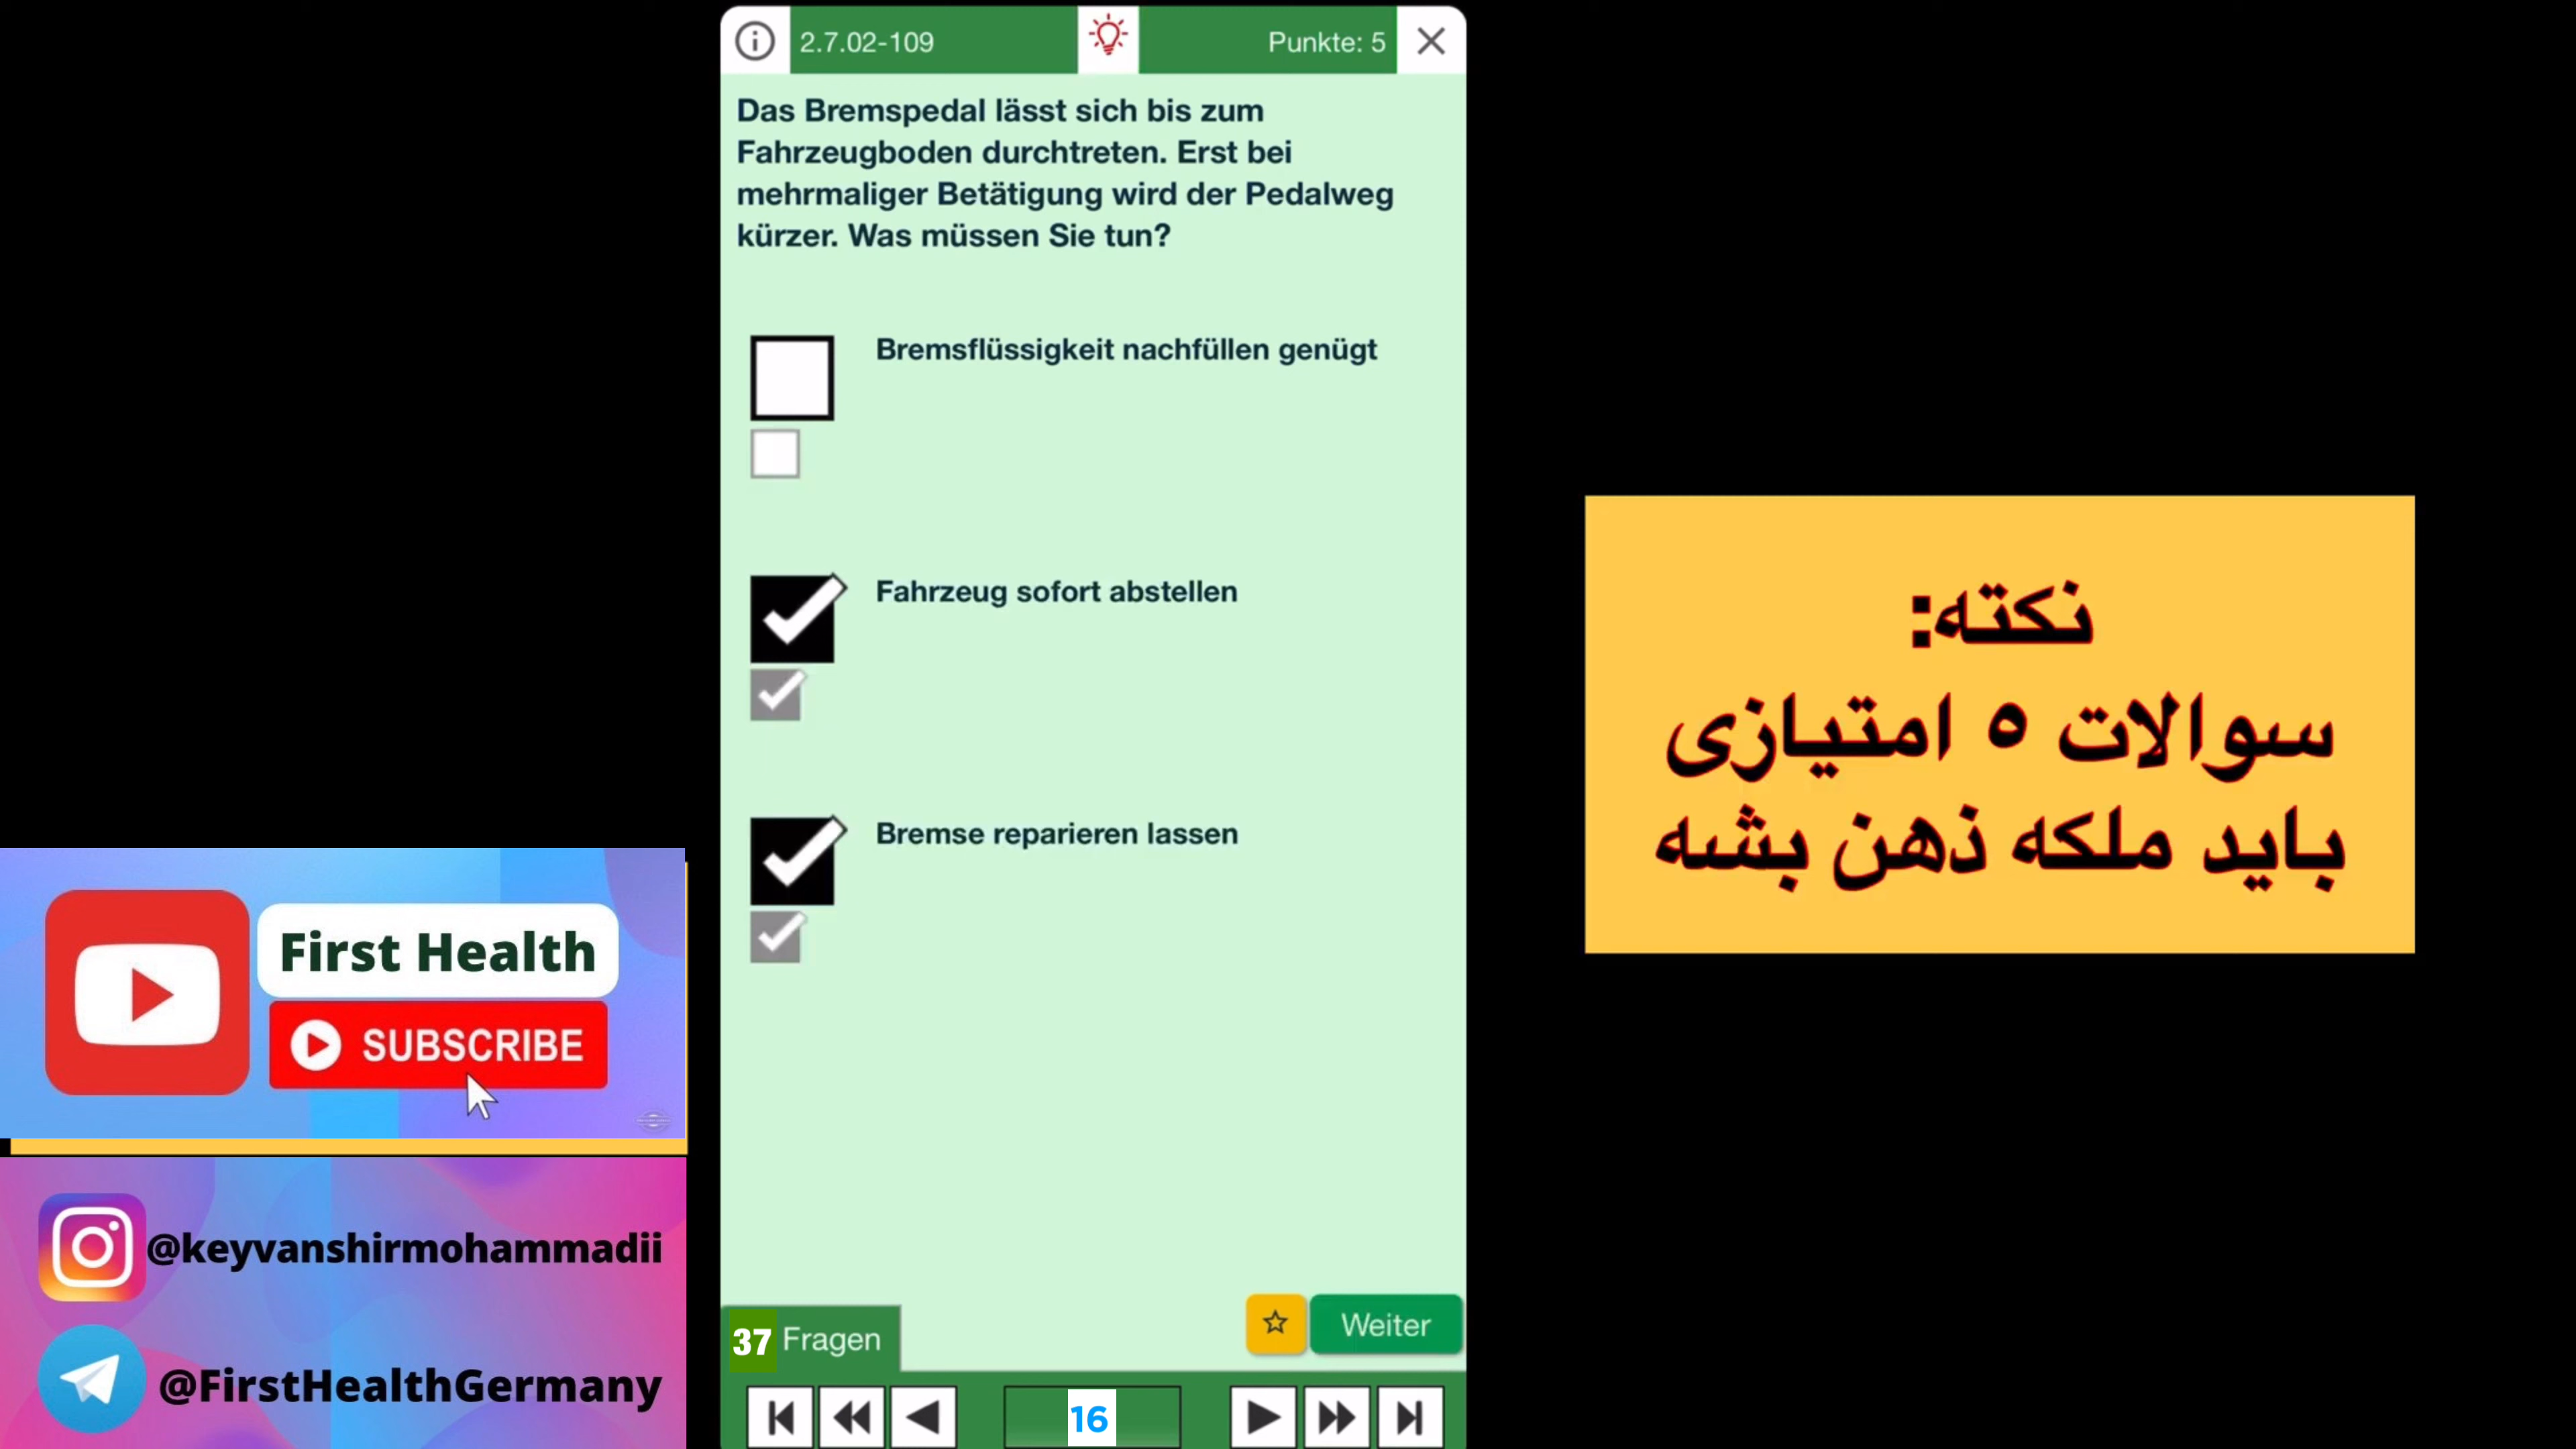 2.7.02-109
Punkte: 5
Das Bremspedal lässt sich bis zum
Fahrzeugboden durchtreten. Erst bei
mehrmaliger Betätigung wird der Pedalweg
kürzer. Was müssen Sie tun?
Bremsflüssigkeit nachfüllen genügt
Fahrzeug sofort abstellen
Bremse reparieren lassen
37 Fragen
Weiter
16
نکته:
سوالات ۵ امتیازی
باید ملکه ذهن بشه
First Health
SUBSCRIBE
@keyvanshirmohammadii
@FirstHealthGermany